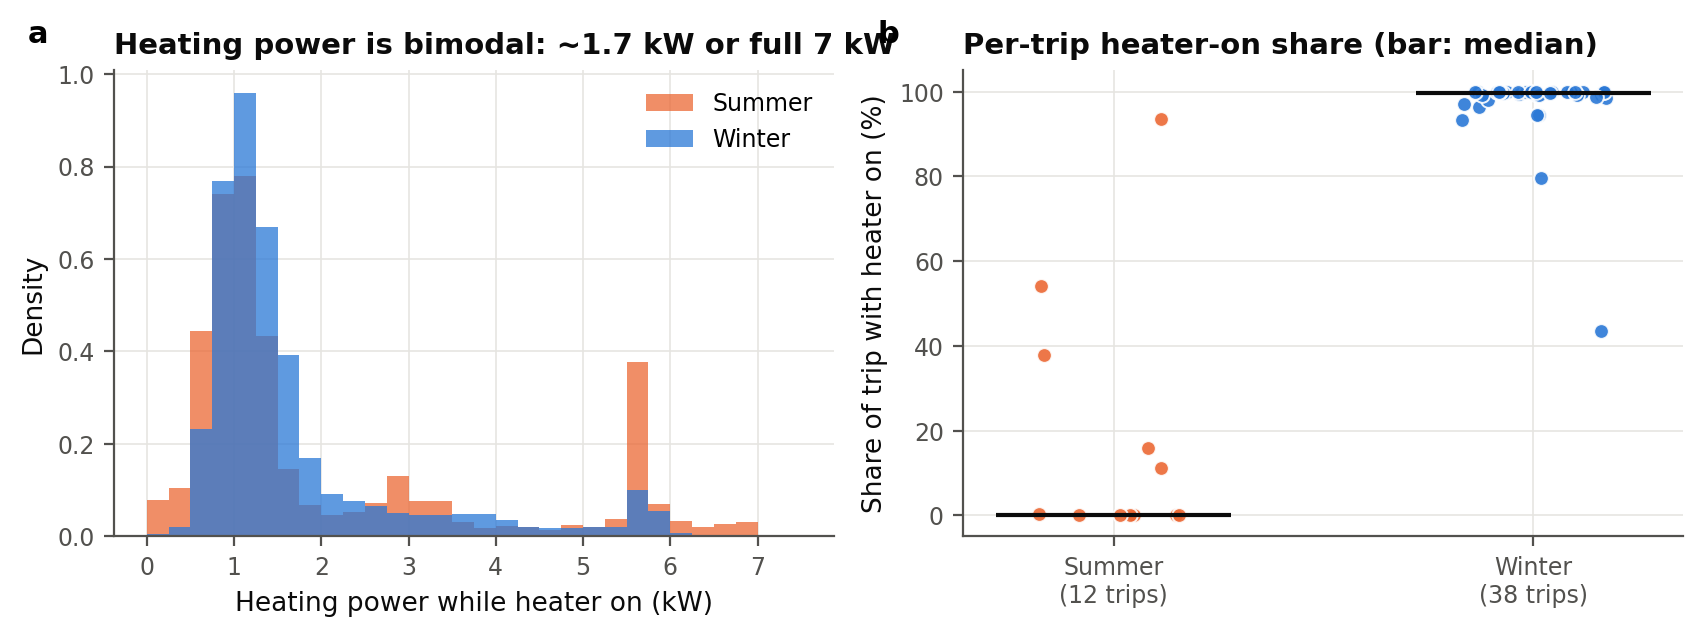 a
Heating power is bimodal: ~1.7 kW or full 7 kW
1.0
0.8
0.6
0.4
0.2
0.0
Density
Summer
Winter
0 1 2 3 4 5 6 7
Heating power while heater on (kW)
b
Per-trip heater-on share (bar: median)
100
80
60
40
20
0
Share of trip with heater on (%)
Summer
(12 trips)
Winter
(38 trips)